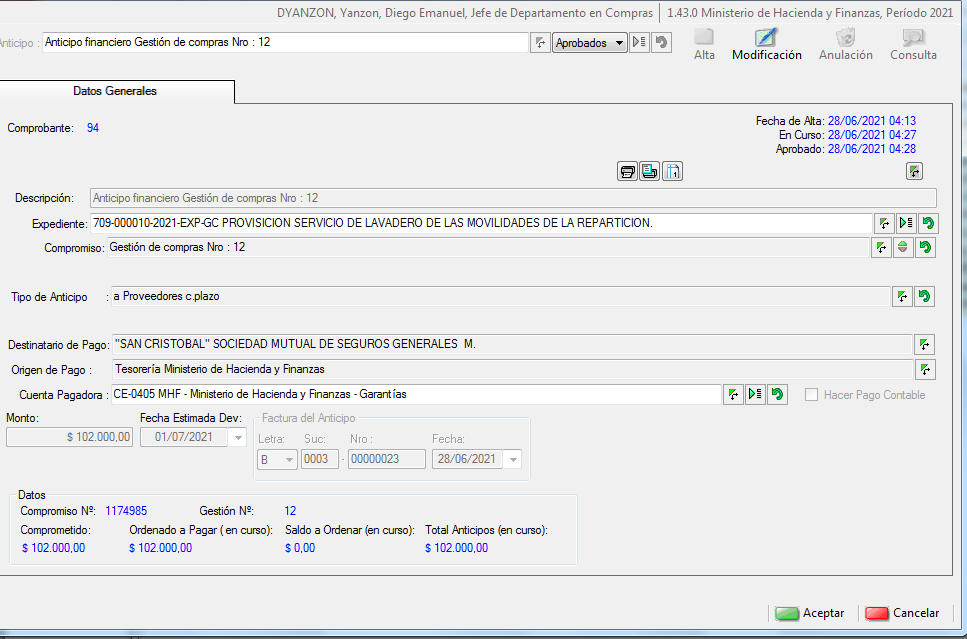 DYANZON, Yanzon, Diego Emanuel, Jefe de Departamento en Compras | 1.43.0 Ministerio de Hacienda y Finanzas, Período 2021
Anticipo : Anticipo financiero Gestión de compras Nro : 12 Aprobados
Alta Modificación Anulación Consulta
Datos Generales
Comprobante: 94
Fecha de Alta: 28/06/2021 04:13
En Curso: 28/06/2021 04:27
Aprobado: 28/06/2021 04:28
Descripción: Anticipo financiero Gestión de compras Nro : 12
Expediente: 709-000010-2021-EXP-GC PROVISION SERVICIO DE LAVADERO DE LAS MOVILIDADES DE LA REPARTICION.
Compromiso: Gestión de compras Nro : 12
Tipo de Anticipo : a Proveedores c.plazo
Destinatario de Pago: "SAN CRISTOBAL" SOCIEDAD MUTUAL DE SEGUROS GENERALES M.
Origen de Pago : Tesorería Ministerio de Hacienda y Finanzas
Cuenta Pagadora : CE-0405 MHF - Ministerio de Hacienda y Finanzas - Garantías Hacer Pago Contable
Monto: Fecha Estimada Dev: Factura del Anticipo
$ 102.000,00 01/07/2021
Letra: Suc: Nro : Fecha:
B 0003 - 00000023 28/06/2021
Datos
Compromiso Nº: 1174985 Gestión Nº: 12
Comprometido: Ordenado a Pagar ( en curso): Saldo a Ordenar (en curso): Total Anticipos (en curso):
$ 102.000,00 $ 102.000,00 $ 0,00 $ 102.000,00
Aceptar Cancelar